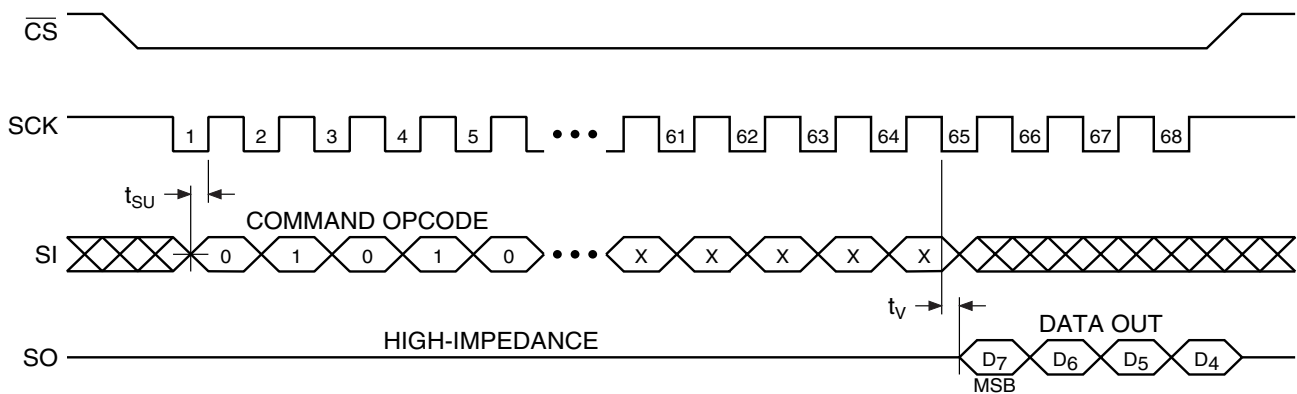 CS
SCK
1 2 3 4 5 ••• 61 62 63 64 65 66 67 68
tSU
COMMAND OPCODE
SI
0 1 0 1 0 ••• X X X X X
tV
HIGH-IMPEDANCE
DATA OUT
SO
D7 D6 D5 D4
MSB